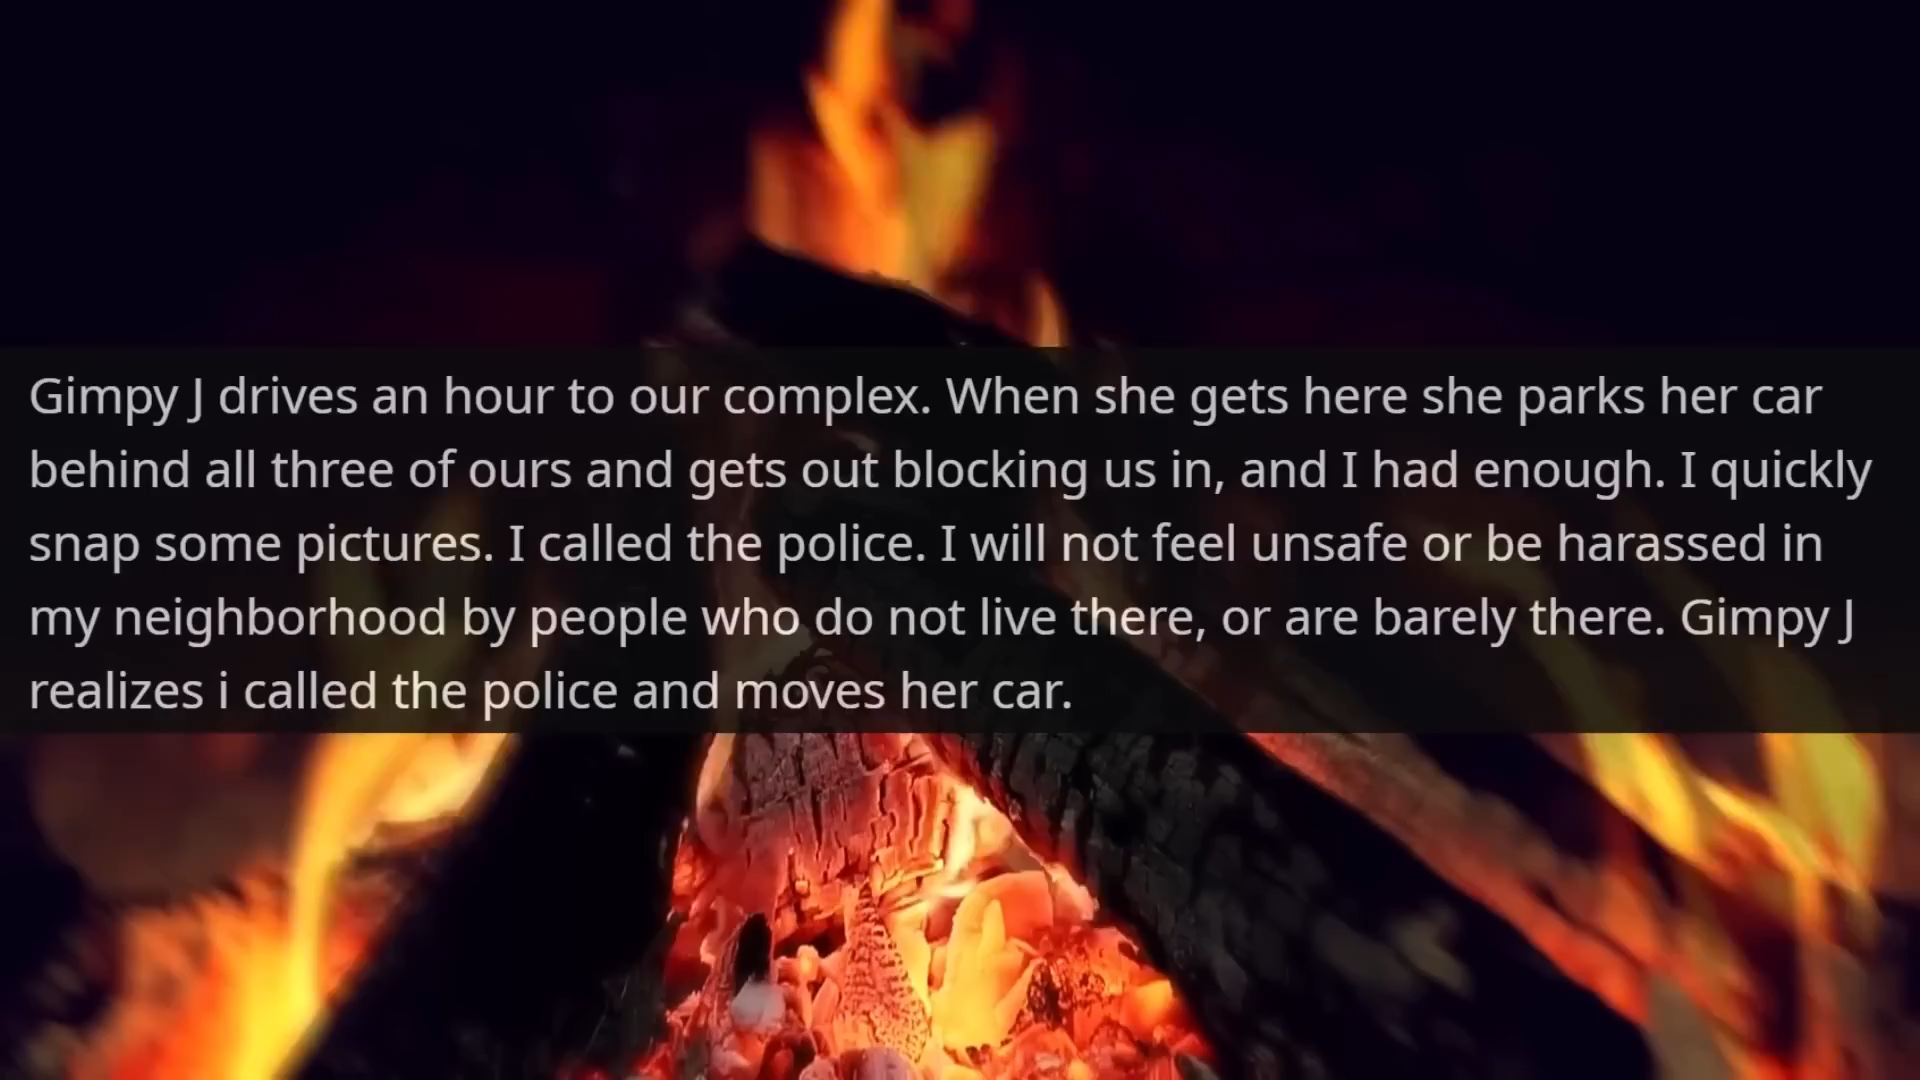 Gimpy J drives an hour to our complex. When she gets here she parks her car
behind all three of ours and gets out blocking us in, and I had enough. I quickly
snap some pictures. I called the police. I will not feel unsafe or be harassed in
my neighborhood by people who do not live there, or are barely there. Gimpy J
realizes i called the police and moves her car.